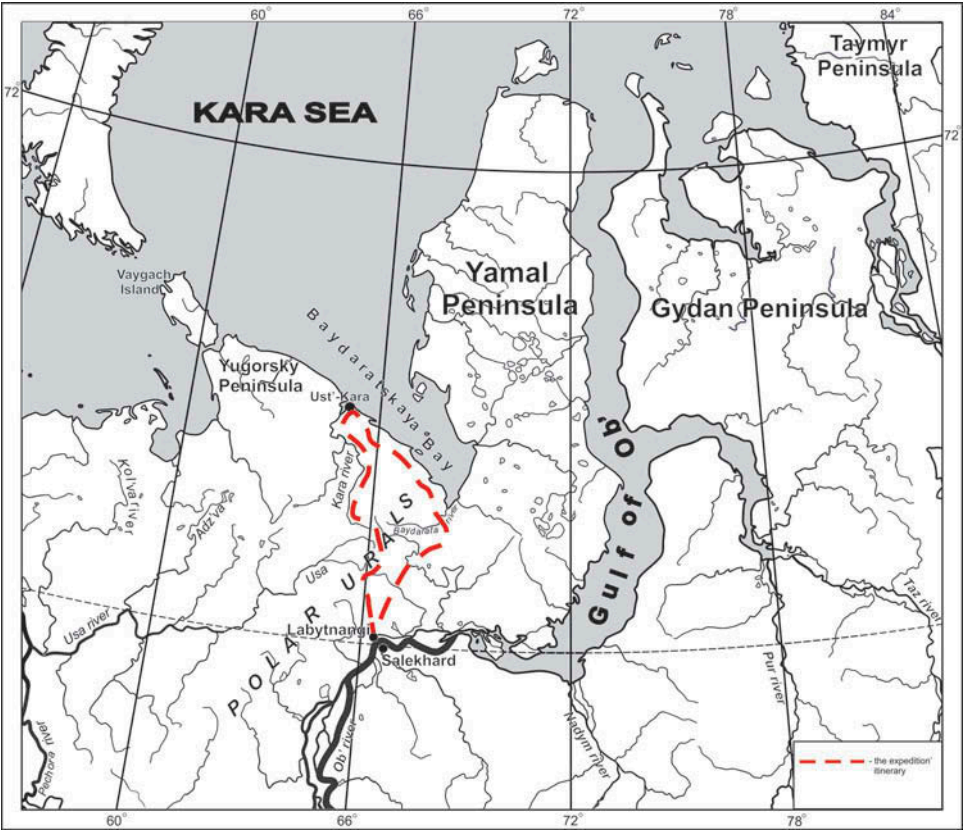 60°
66°
72°
78°
84°
Taymyr
Peninsula
72°
KARA SEA
72°
Vaygach
Island
Yamal
Peninsula
Gydan Peninsula
Baydaratskaya Bay
Yugorsky
Peninsula
Ust'-Kara
Kara river
Kolvariver
Adz'va
Baydarata river
Gulf of Ob'
POLAR URALS
Usa
Usa river
Labytnangi
Salekhard
Taz river
Pur river
Nadym river
Ob' river
Pechora river
- the expedition'
itinerary
60°
66°
72°
78°